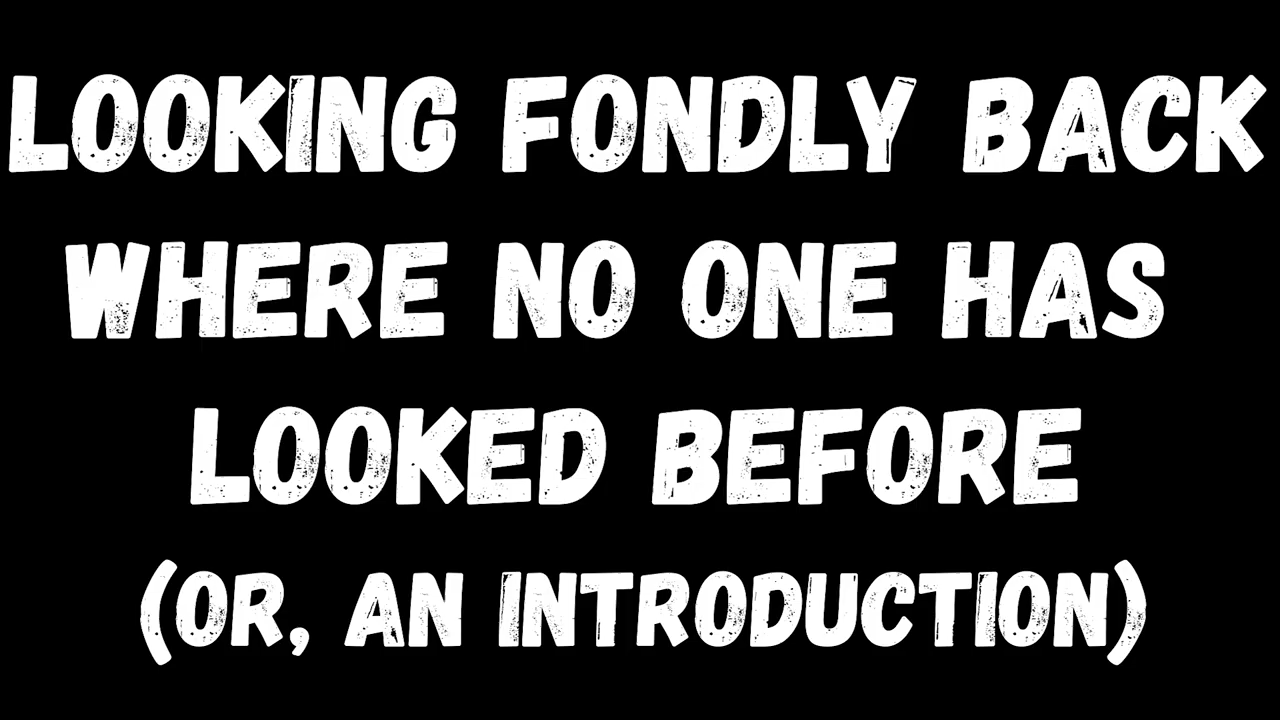 LOOKING FONDLY BACK
WHERE NO ONE HAS
LOOKED BEFORE
(OR, AN INTRODUCTION)